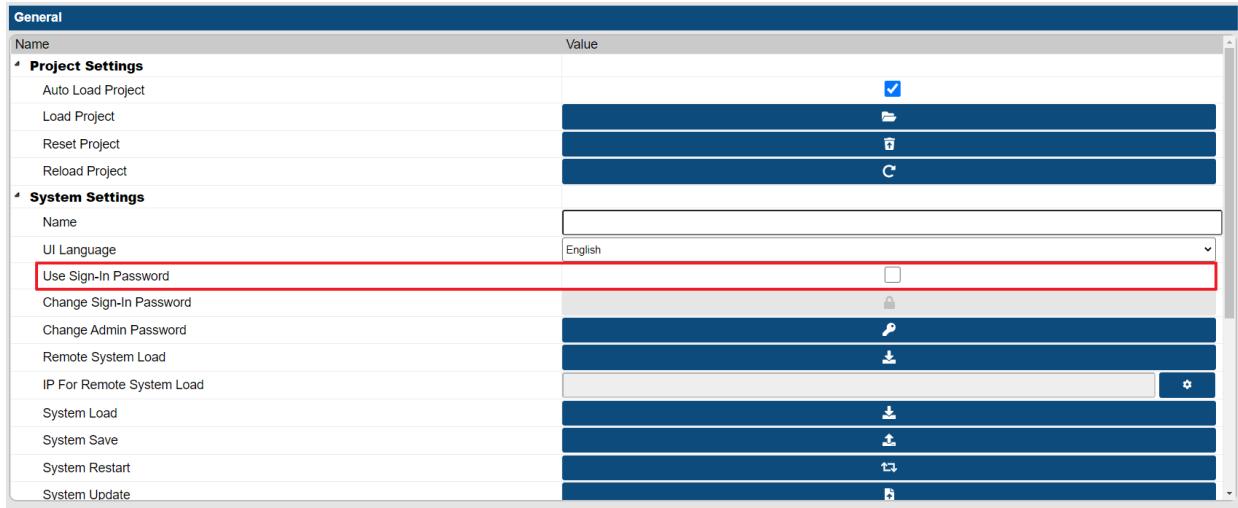 General
Name Value
Project Settings
Auto Load Project
Load Project
Reset Project
Reload Project
System Settings
Name
UI Language English
Use Sign-In Password
Change Sign-In Password
Change Admin Password
Remote System Load
IP For Remote System Load
System Load
System Save
System Restart
System Update